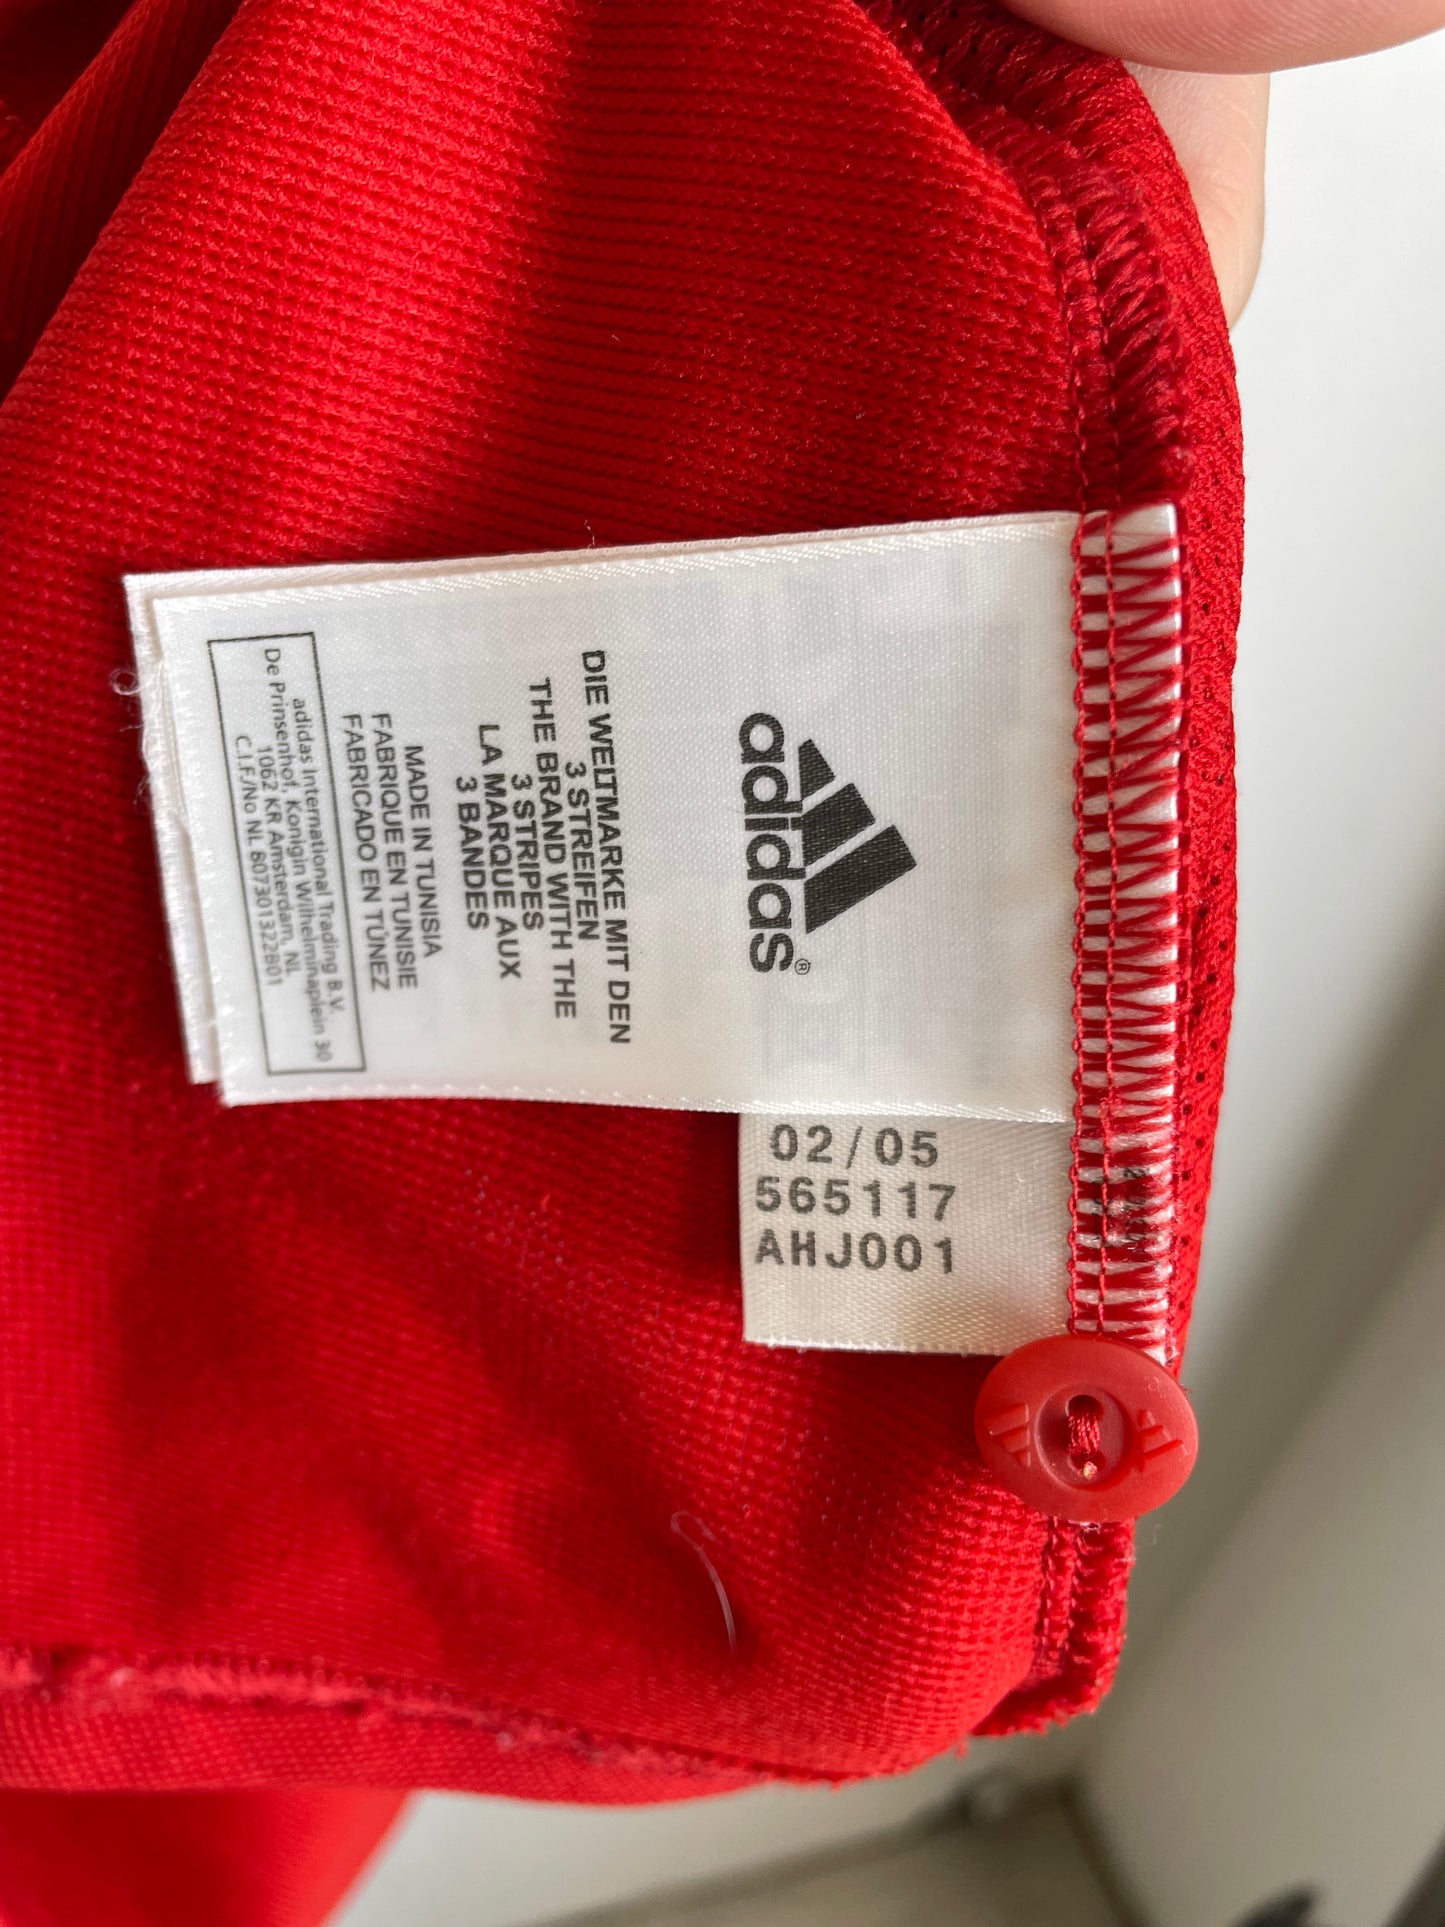 adidas®
DIE WELTMARKE MIT DEN
3 STREIFEN
THE BRAND WITH THE
3 STRIPES
LA MARQUE AUX
3 BANDES
MADE IN TUNISIA
FABRIQUE EN TUNISIE
FABRICADO EN TÚNEZ
adidas International Trading B.V.
De Prinsenhof, Konigin Wilhelminaplein 30
1062 KR Amsterdam, NL
C.I.F/No NL B07301322B01
02/05
565117
AHJ001